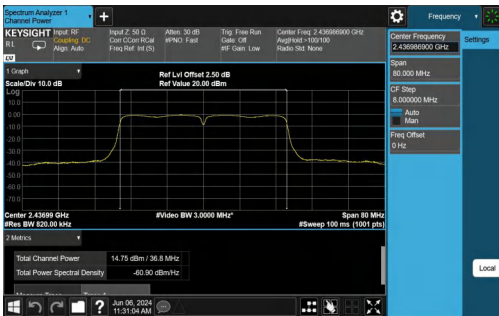 Spectrum Analyzer 1
Channel Power
+
Frequency
KEYSIGHT
RL
Input: RF
Coupling: DC
Align: Auto
Input Z: 50 Ω
Corr CCorr RCal
Freq Ref: Int (S)
Atten: 30 dB
#PNO: Fast
Trig: Free Run
Gate: Off
#IF Gain: Low
Center Freq: 2.436986900 GHz
Avg|Hold:>100/100
Radio Std: None
LXI
Center Frequency
2.436986900 GHz
Settings
Span
80.000 MHz
CF Step
8.000000 MHz
Auto
Man
Freq Offset
0 Hz
Local
1 Graph
Scale/Div 10.0 dB
Ref Lvl Offset 2.50 dB
Ref Value 20.00 dBm
Log
10.0
0.00
-10.0
-20.0
-30.0
-40.0
-50.0
-60.0
-70.0
Center 2.43699 GHz
#Video BW 3.0000 MHz*
Span 80 MHz
#Res BW 820.00 kHz
#Sweep 100 ms (1001 pts)
2 Metrics
Total Channel Power 14.75 dBm / 36.8 MHz
Total Power Spectral Density -60.90 dBm/Hz
?
Jun 06, 2024
11:31:04 AM